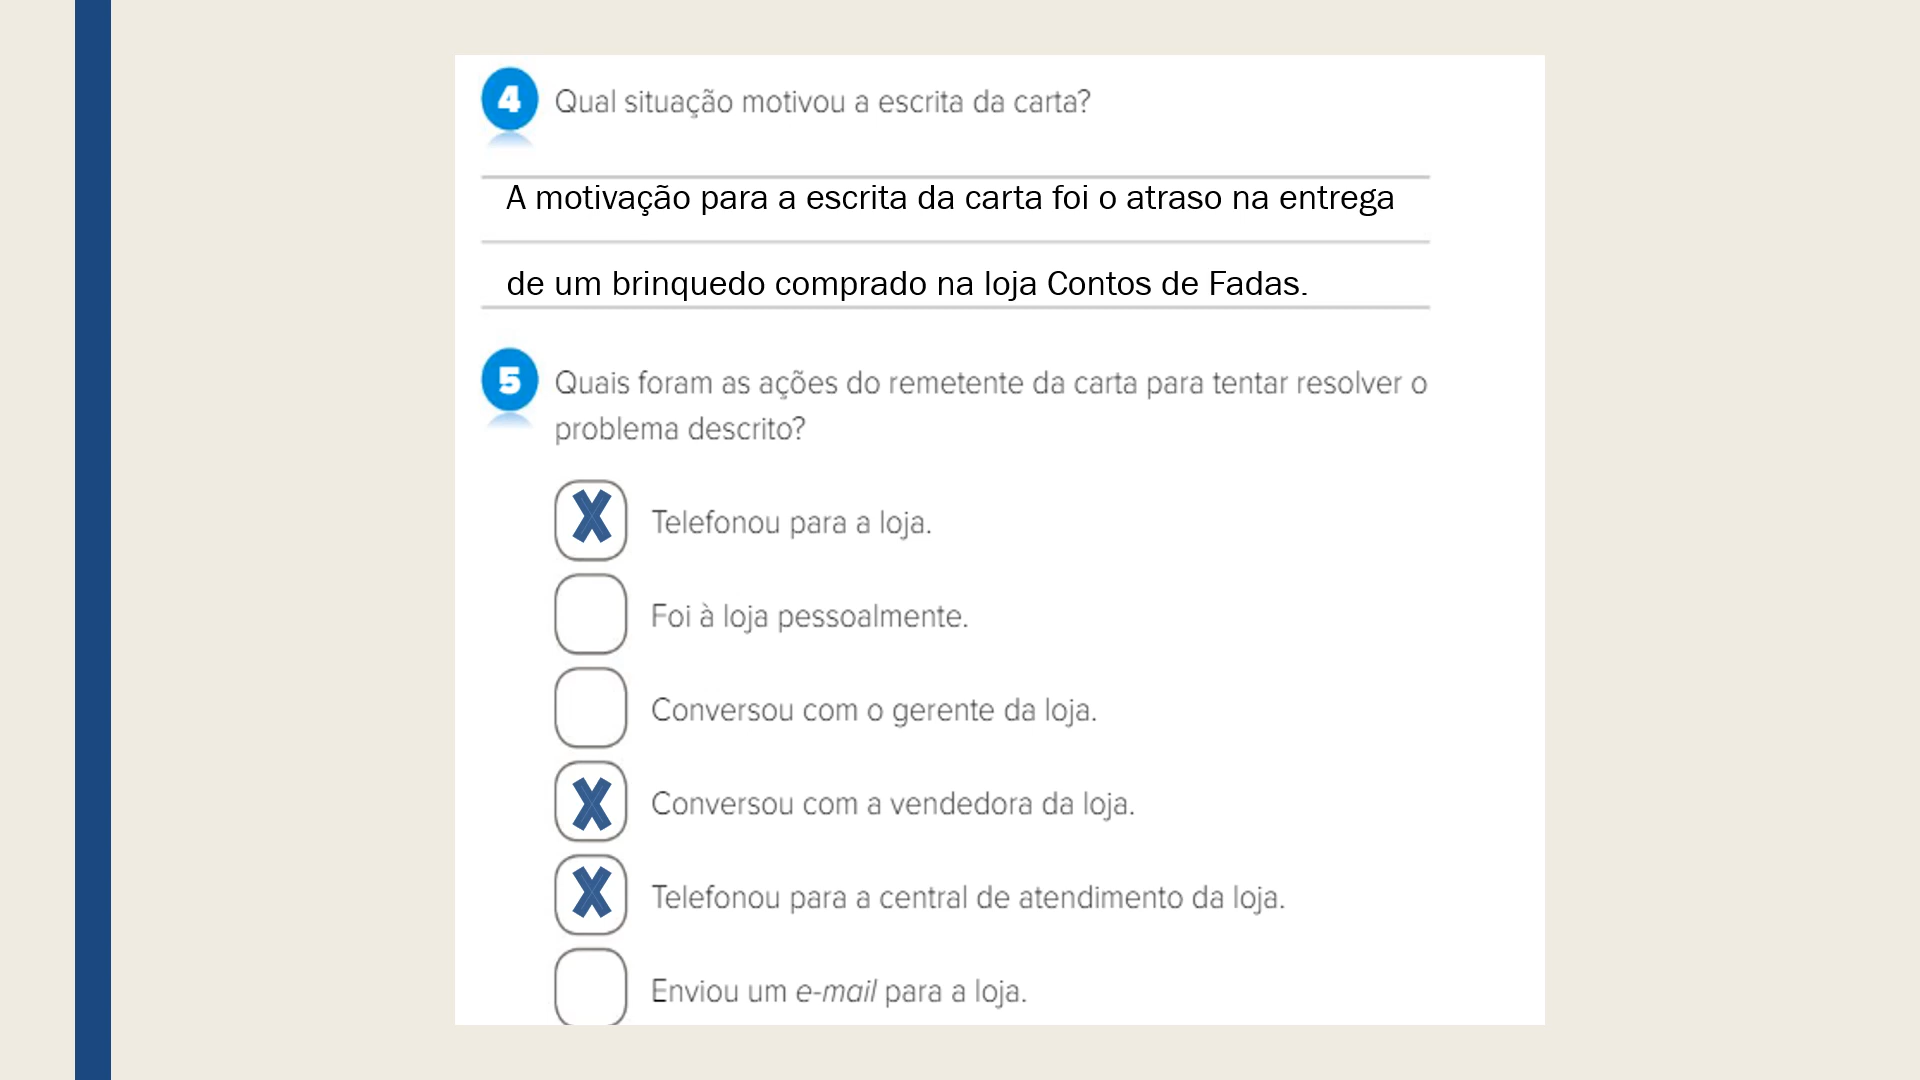 4 Qual situação motivou a escrita da carta?
A motivação para a escrita da carta foi o atraso na entrega
de um brinquedo comprado na loja Contos de Fadas.
5 Quais foram as ações do remetente da carta para tentar resolver o
problema descrito?
X Telefonou para a loja.
Foi à loja pessoalmente.
Conversou com o gerente da loja.
X Conversou com a vendedora da loja.
X Telefonou para a central de atendimento da loja.
Enviou um e-mail para a loja.